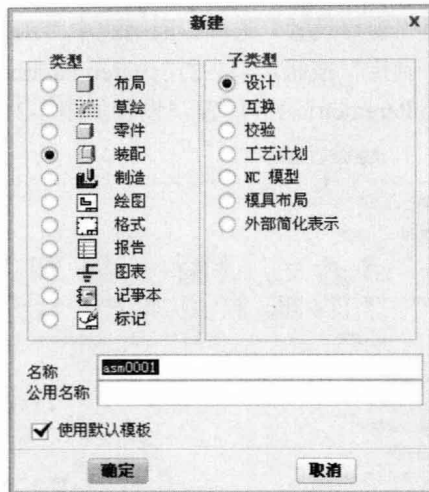 新建 X
类型
布局
草绘
零件
装配
制造
绘图
格式
报告
图表
记事本
标记
子类型
设计
互换
校验
工艺计划
NC 模型
模具布局
外部简化表示
名称 asm0001
公用名称
使用默认模板
确定 取消